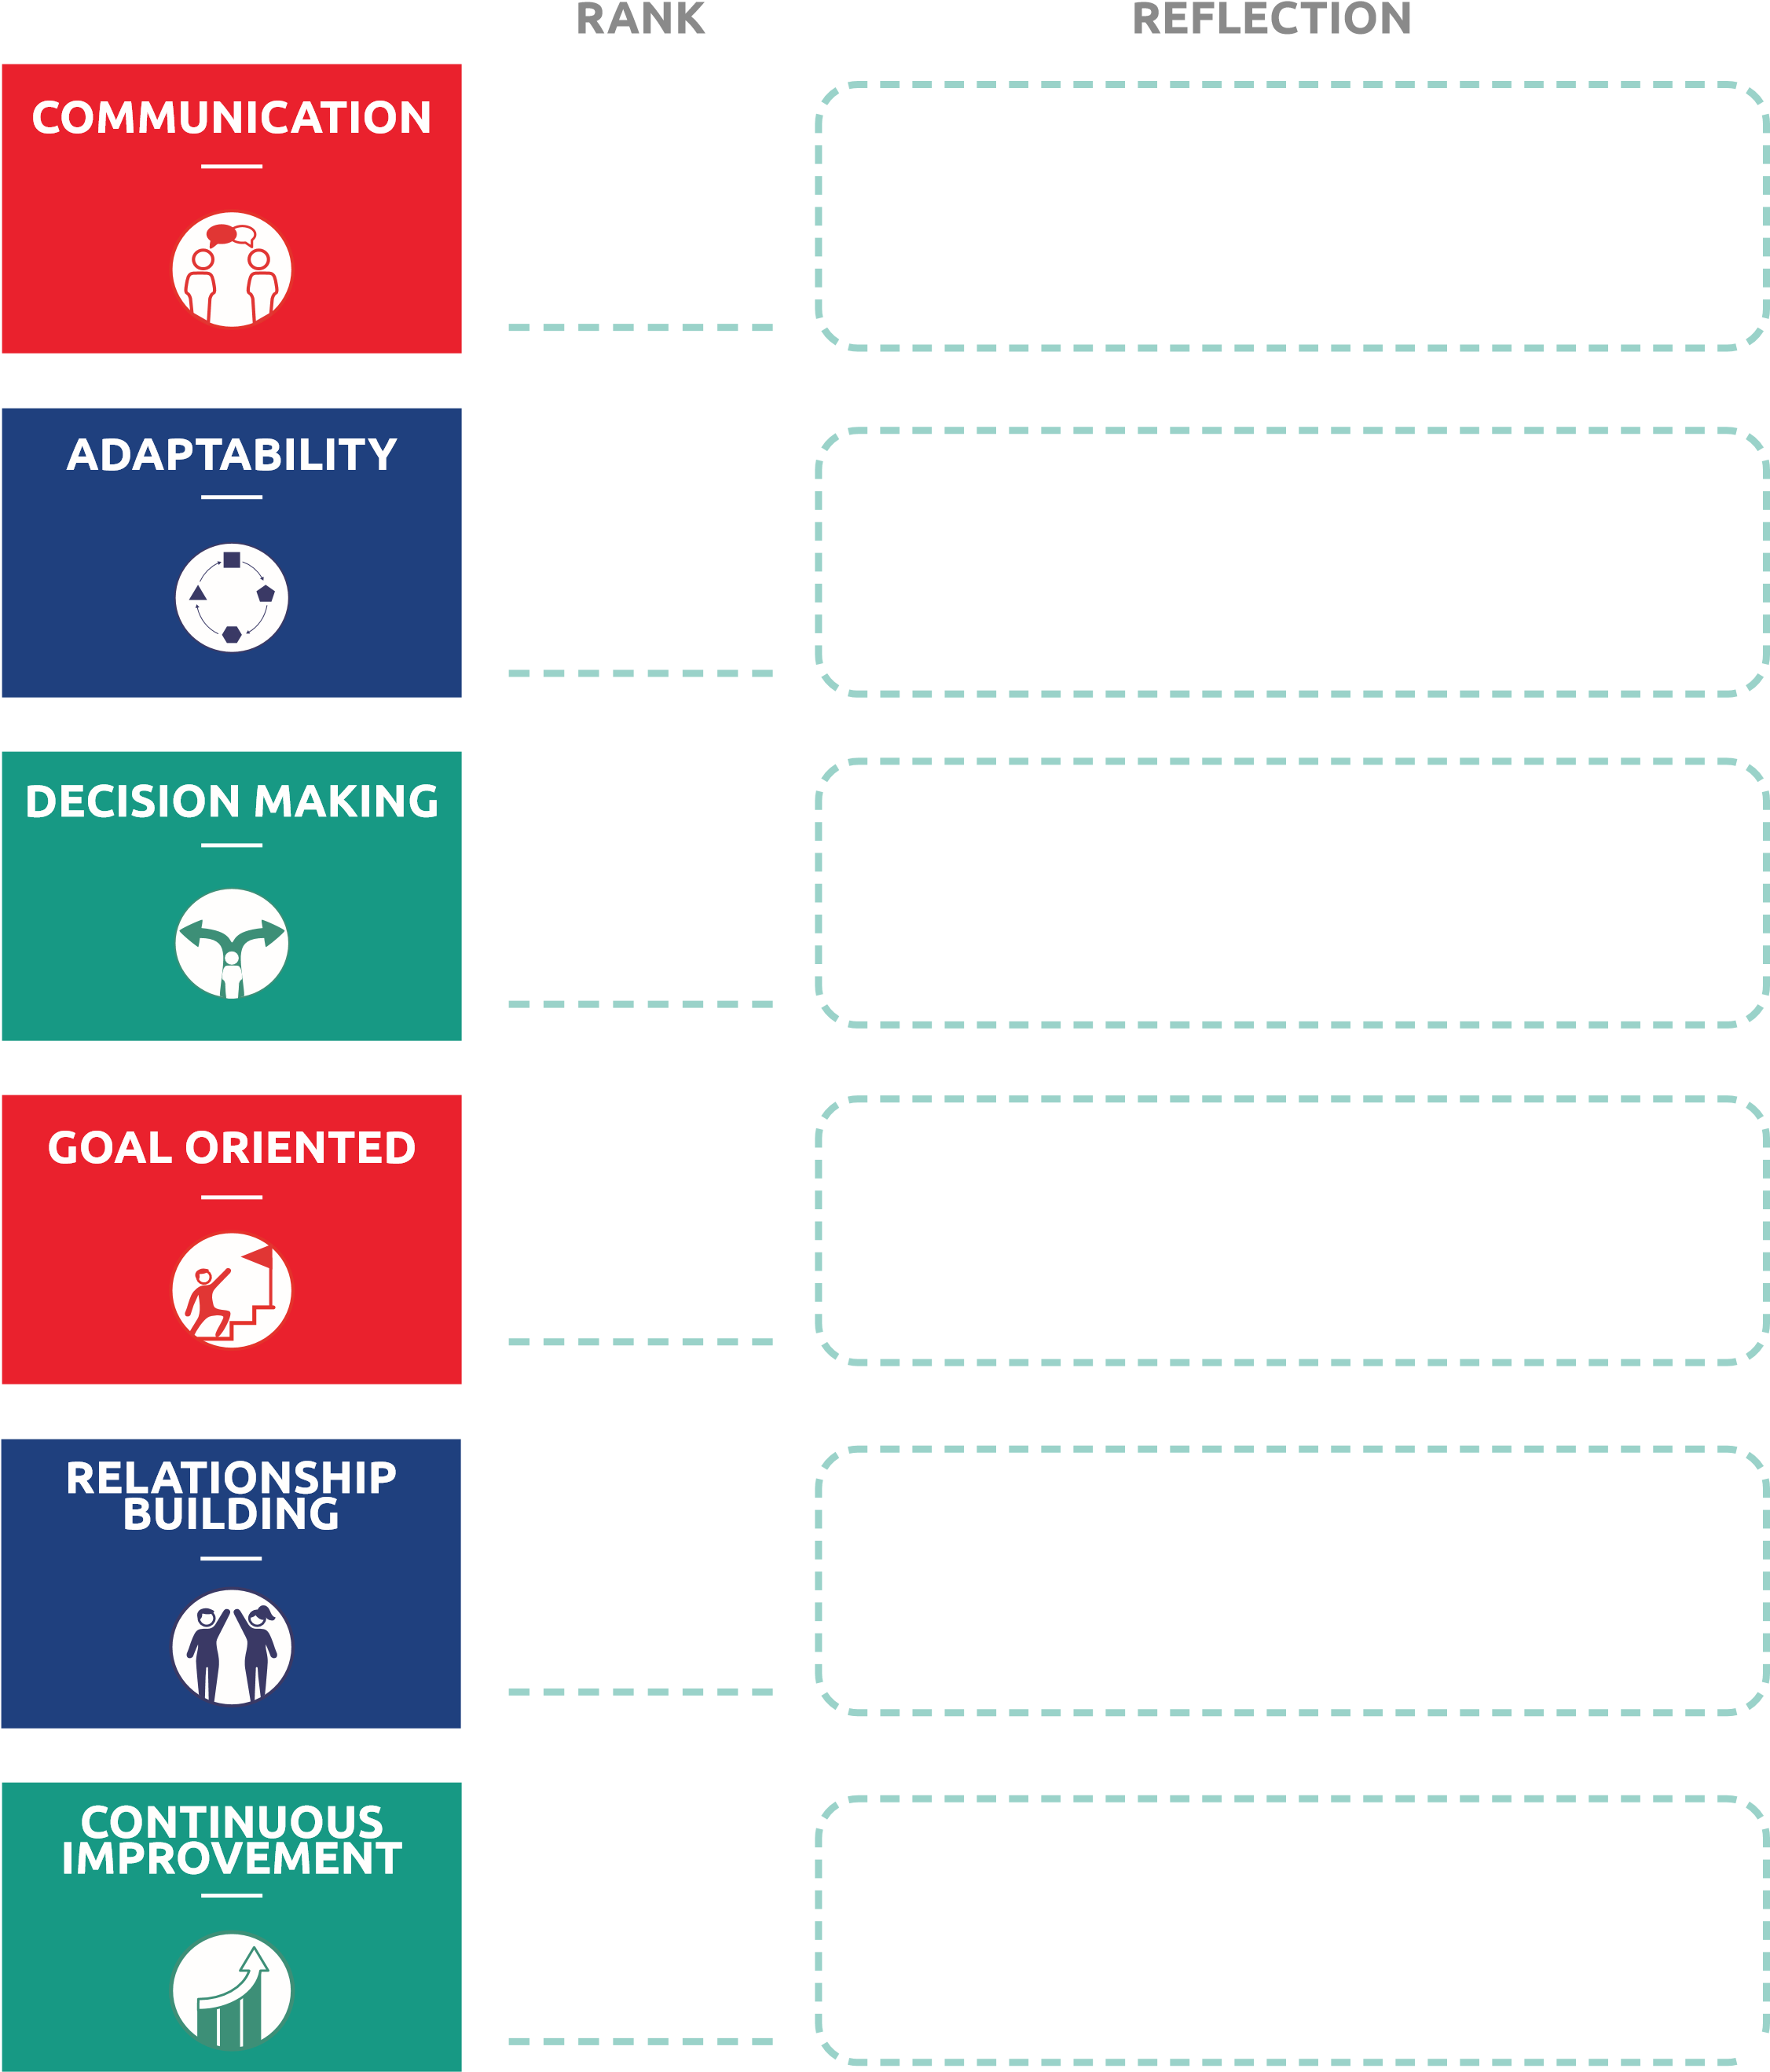 RANK REFLECTION
COMMUNICATION
ADAPTABILITY
DECISION MAKING
GOAL ORIENTED
RELATIONSHIP
BUILDING
CONTINUOUS
IMPROVEMENT